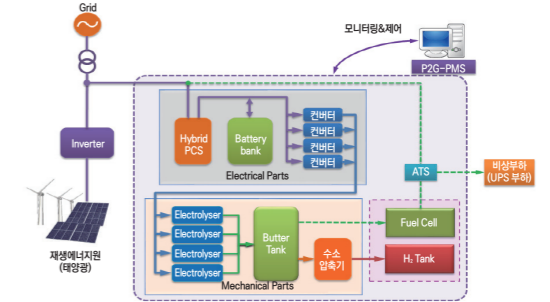 Grid
모니터링&제어
P2G-PMS
Inverter
Hybrid
PCS
Battery
bank
컨버터
컨버터
컨버터
컨버터
Electrical Parts
ATS
비상부하
(UPS 부하)
재생에너지원
(태양광)
Electrolyser
Electrolyser
Electrolyser
Electrolyser
Butter
Tank
수소
압축기
Fuel Cell
H₂ Tank
Mechanical Parts